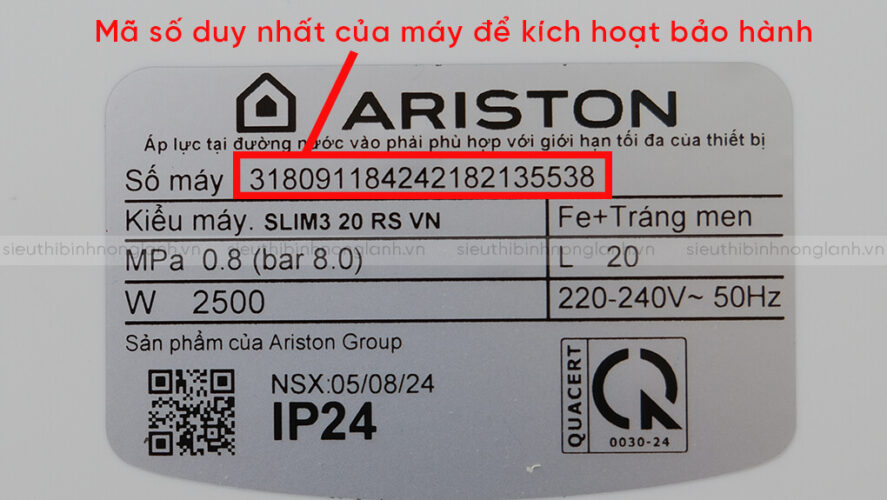 Mã số duy nhất của máy để kích hoạt bảo hành
ARISTON
Áp lực tại đường nước vào phải phù hợp với giới hạn tối đa của thiết bị
Số máy 318091184242182135538
Kiểu máy. SLIM3 20 RS VN Fe+Tráng men
sieuthibinhnonglanh.vn sieuthibinhnonglanh.vn sieuthibinhnonglanh.vn sieuthibinhnonglanh.vn
MPa 0.8 (bar 8.0) L 20
W 2500 220-240V~ 50Hz
Sản phẩm của Ariston Group
NSX:05/08/24
IP24
QUACERT
0030-24